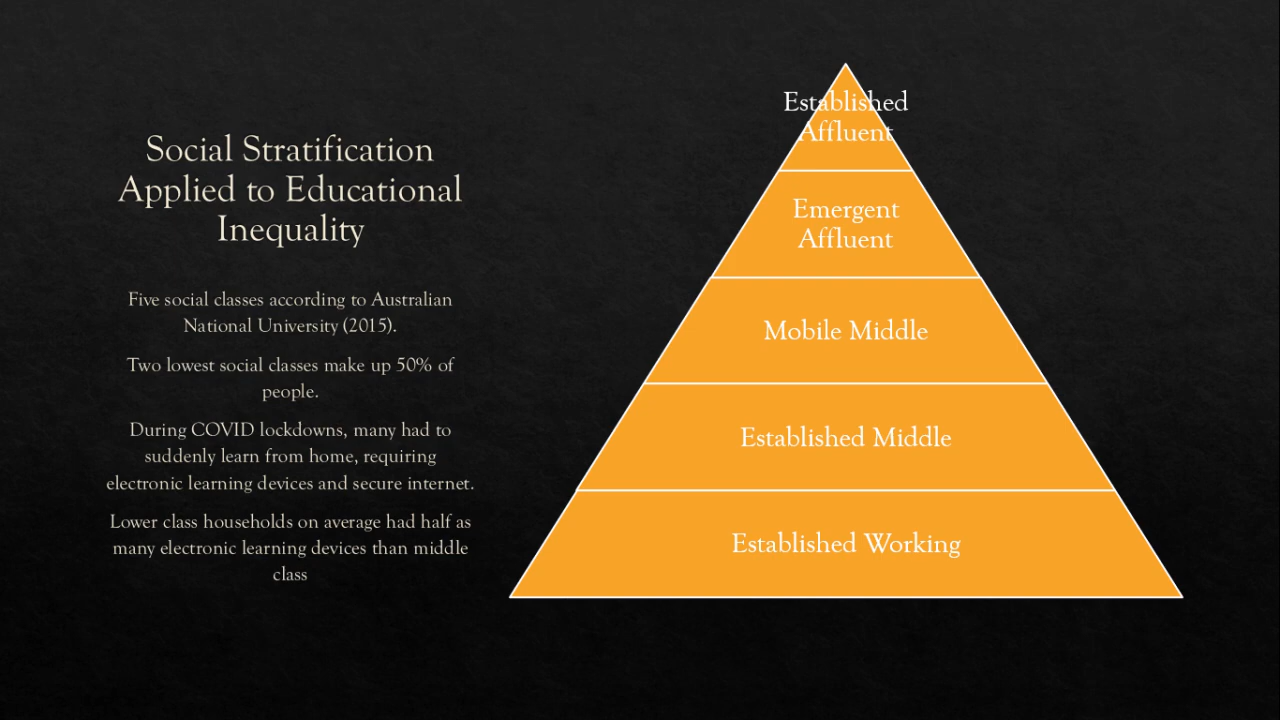 Social Stratification
Applied to Educational
Inequality
Five social classes according to Australian
National University (2015).
Two lowest social classes make up 50% of
people.
During COVID lockdowns, many had to
suddenly learn from home, requiring
electronic learning devices and secure internet.
Lower class households on average had half as
many electronic learning devices than middle
class
Established
Affluent
Emergent
Affluent
Mobile Middle
Established Middle
Established Working